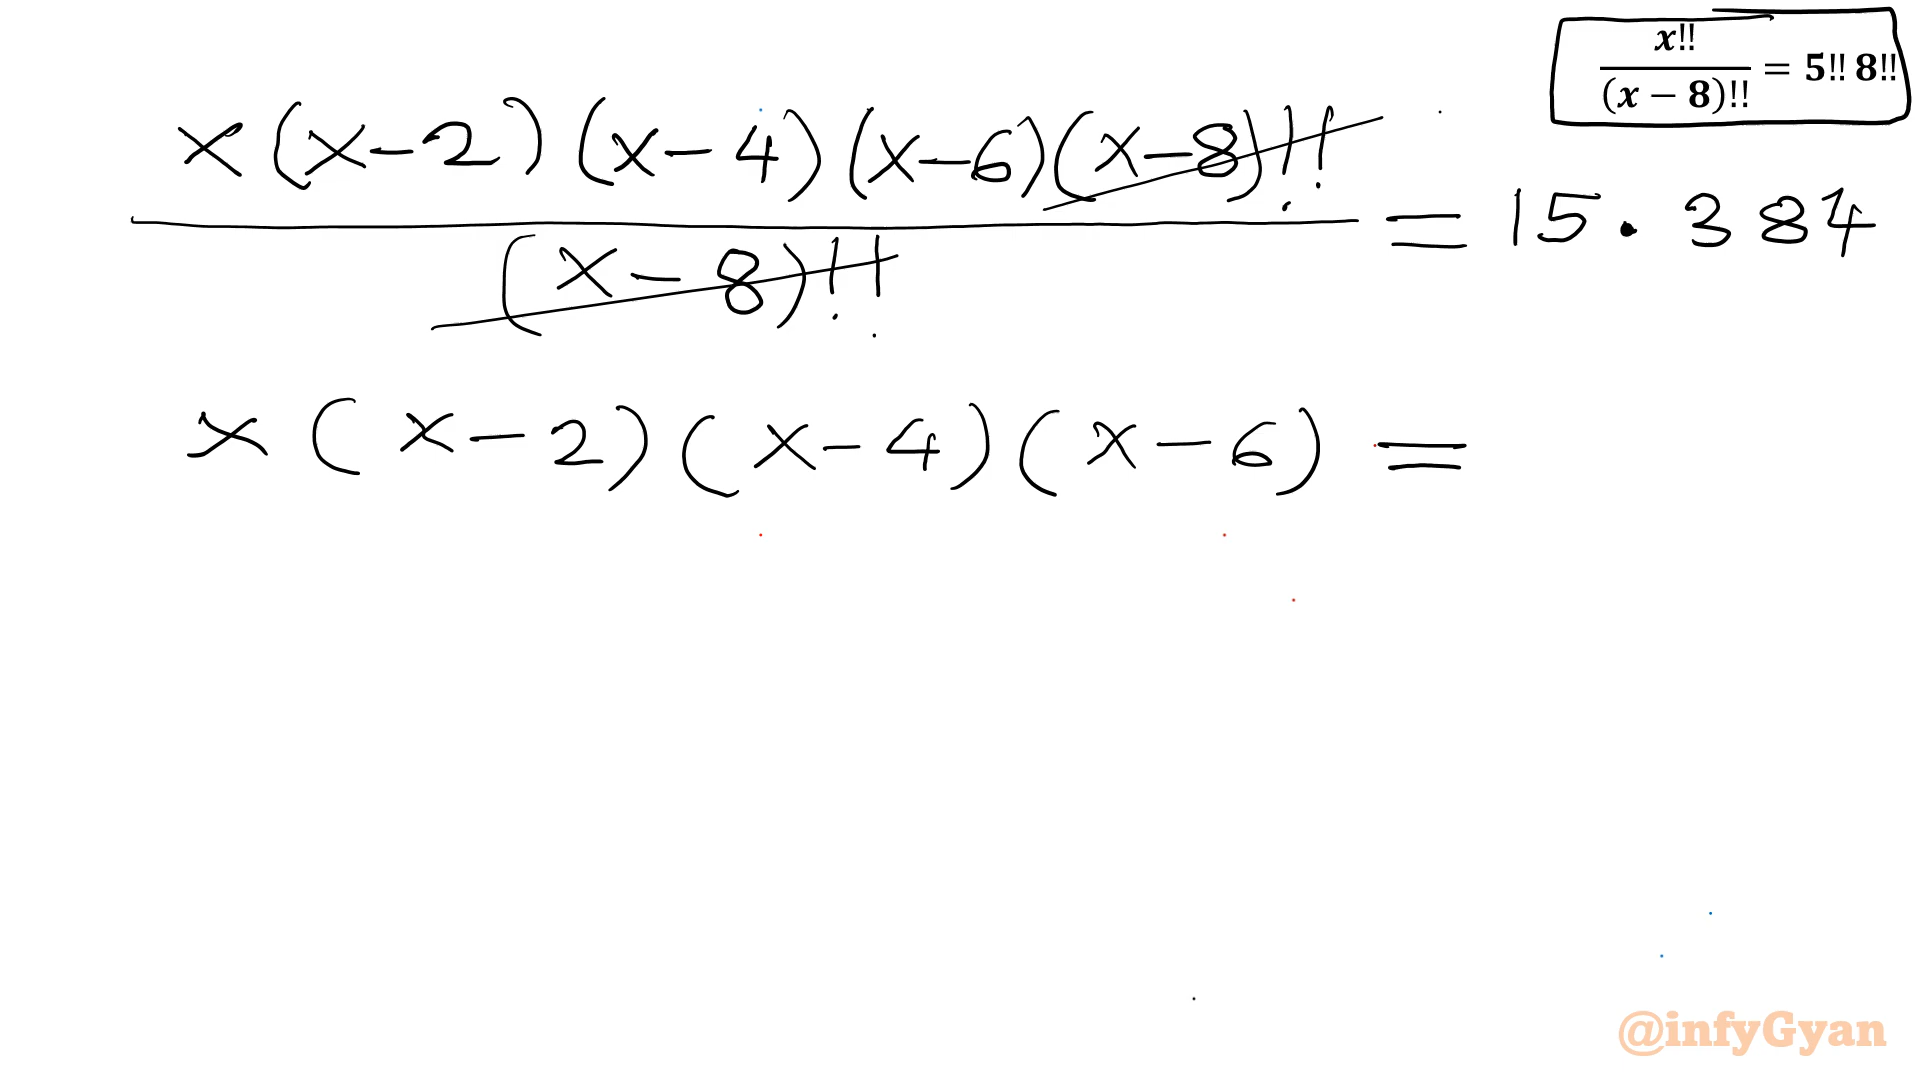 x!!
/(x − 8)!! = 5!! 8!!
x(x-2)(x-4)(x-6)(x-8)!!
/(x-8)!! = 15.384
x(x-2)(x-4)(x-6) =
@infyGyan